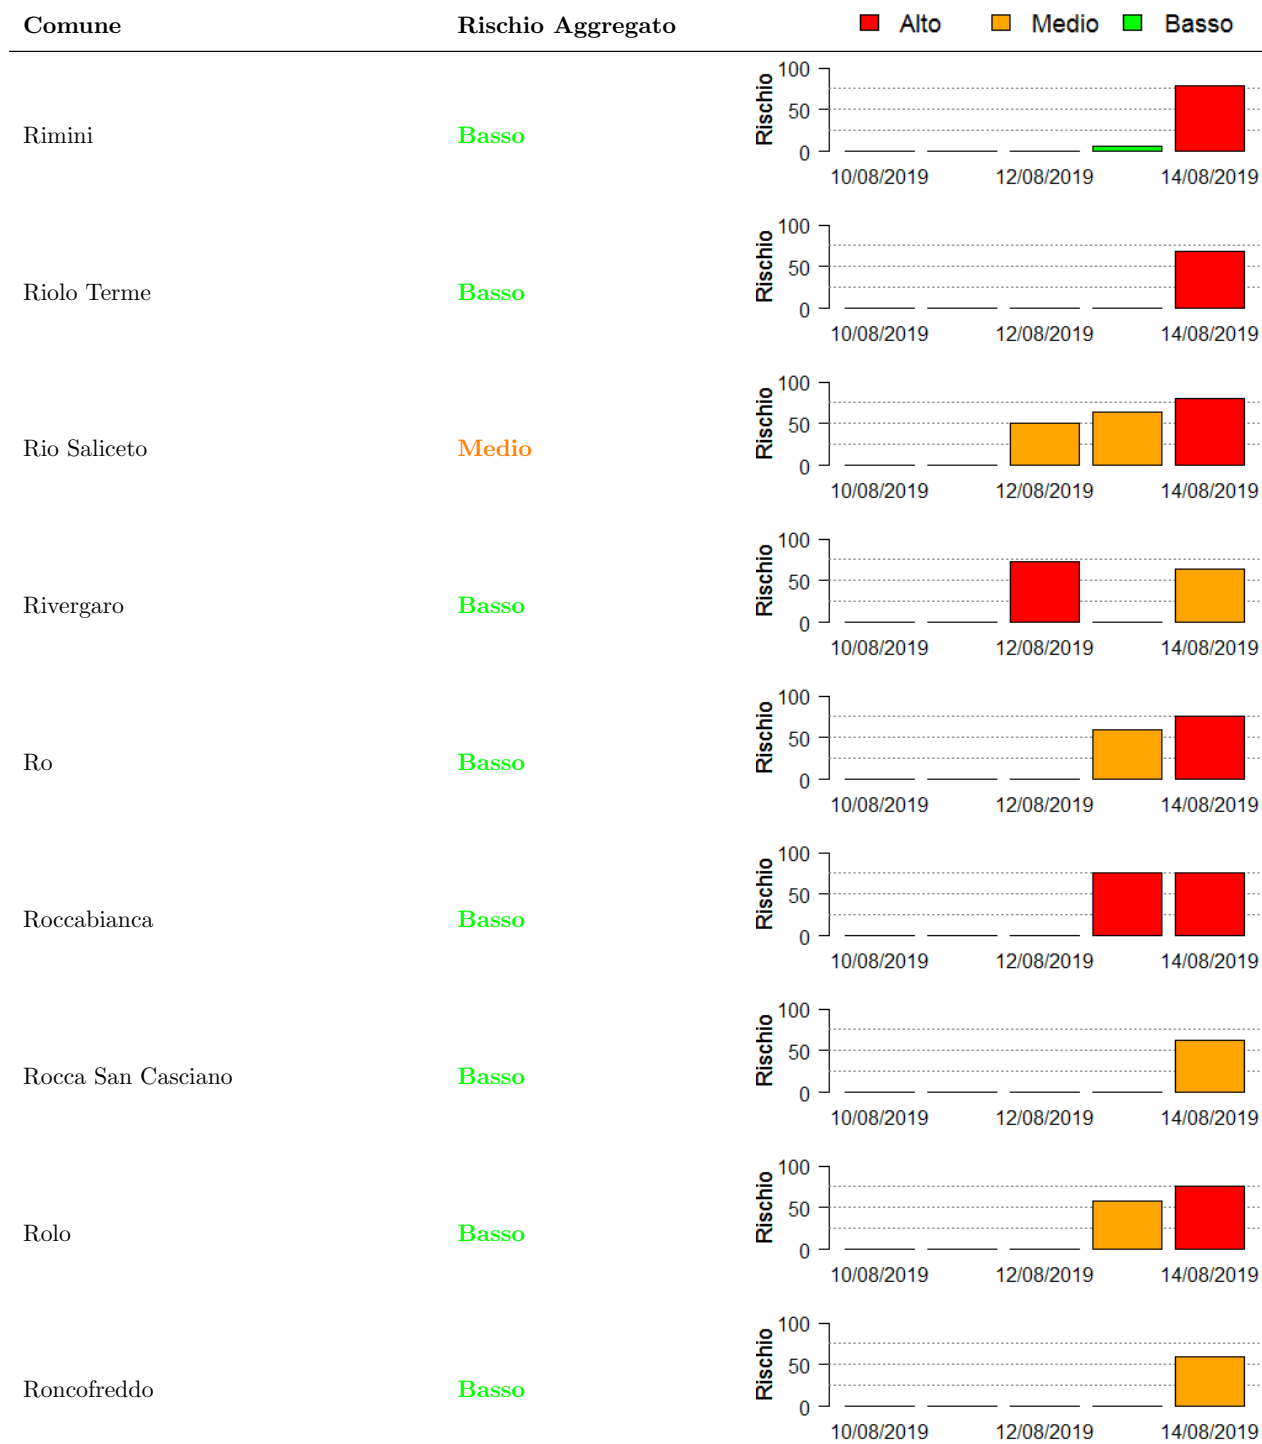 Comune Rischio Aggregato Alto Medio Basso
100
50
0
Rischio
Rimini Basso
10/08/2019 12/08/2019 14/08/2019
100
50
0
Rischio
Riolo Terme Basso
10/08/2019 12/08/2019 14/08/2019
100
50
0
Rischio
Rio Saliceto Medio
10/08/2019 12/08/2019 14/08/2019
100
50
0
Rischio
Rivergaro Basso
10/08/2019 12/08/2019 14/08/2019
100
50
0
Rischio
Ro Basso
10/08/2019 12/08/2019 14/08/2019
100
50
0
Rischio
Roccabianca Basso
10/08/2019 12/08/2019 14/08/2019
100
50
0
Rischio
Rocca San Casciano Basso
10/08/2019 12/08/2019 14/08/2019
100
50
0
Rischio
Rolo Basso
10/08/2019 12/08/2019 14/08/2019
100
50
0
Rischio
Roncofreddo Basso
10/08/2019 12/08/2019 14/08/2019